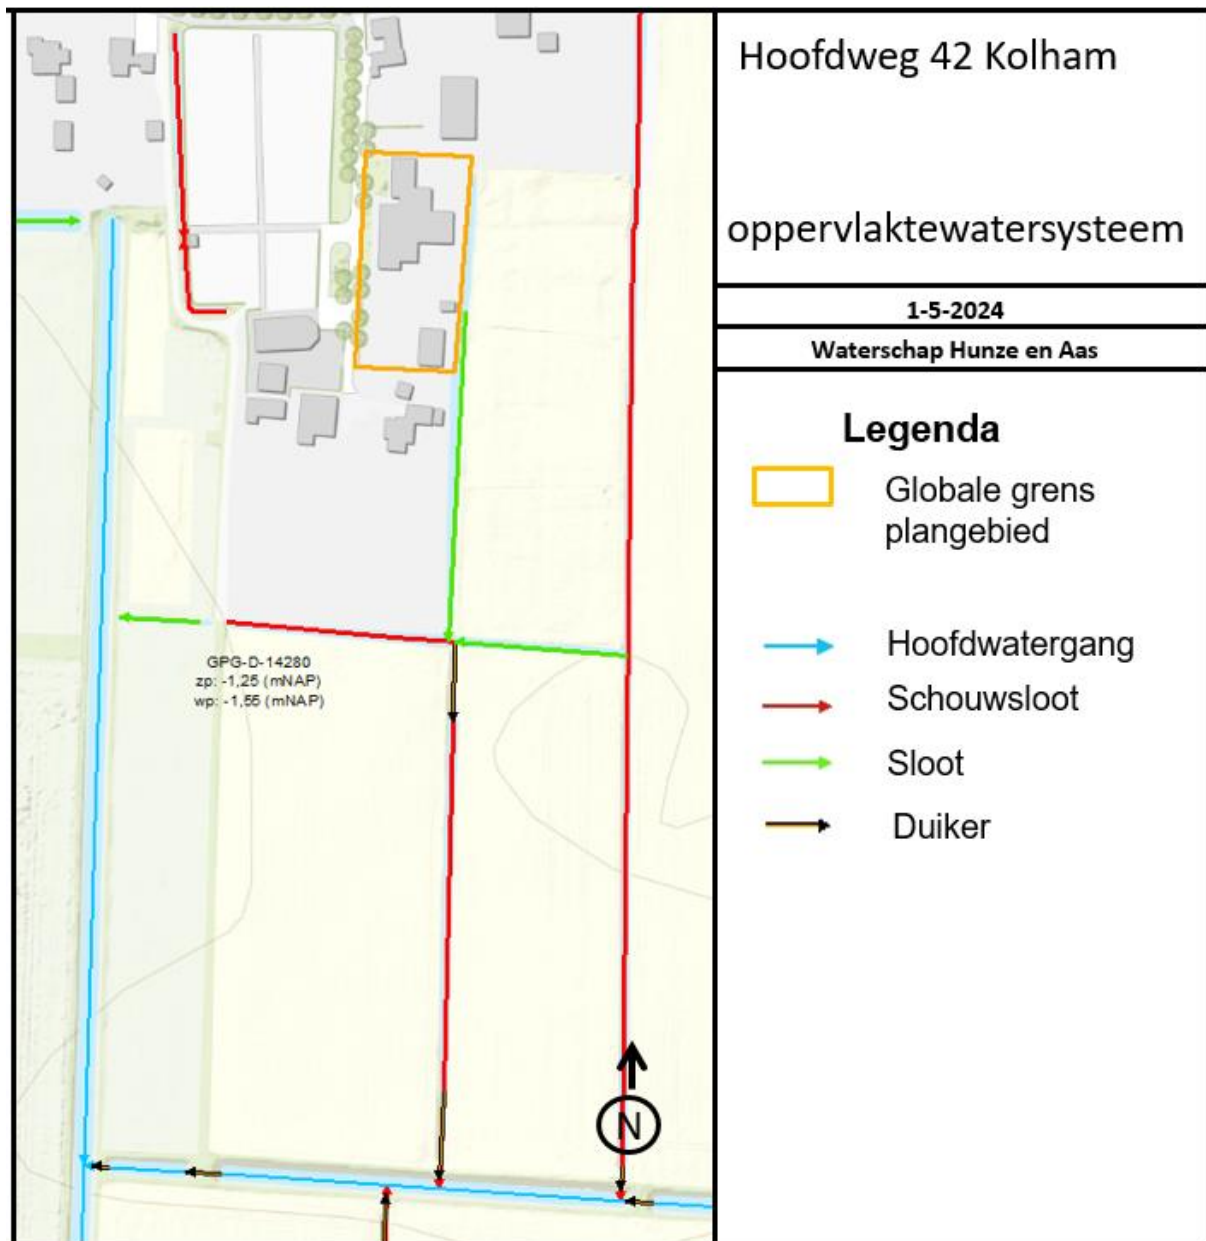 Hoofdweg 42 Kolham
oppervlaktewatersysteem
1-5-2024
Waterschap Hunze en Aas
Legenda
Globale grens
plangebied
Hoofdwatergang
Schouwsloot
Sloot
Duiker
GPG-D-14280
zp: -1,25 (mNAP)
wp: -1,55 (mNAP)
N